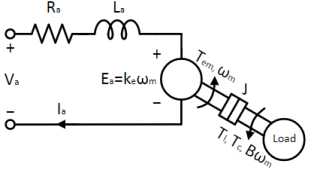 Rₐ
Lₐ
+
+
Vₐ
Eₐ=kₑωₘ
−
−
Iₐ
Tₑₘ, ωₘ
J
Tₗ, T꜀, Bωₘ
Load